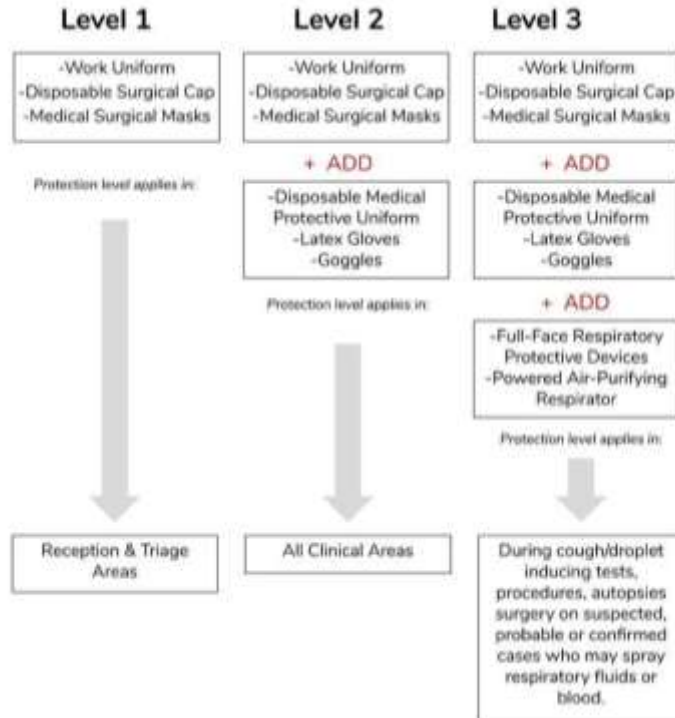 Level 1
-Work Uniform
-Disposable Surgical Cap
-Medical Surgical Masks
Protection level applies in:
Reception & Triage
Areas
Level 2
-Work Uniform
-Disposable Surgical Cap
-Medical Surgical Masks
+ ADD
-Disposable Medical
Protective Uniform
-Latex Gloves
-Goggles
Protection level applies in:
All Clinical Areas
Level 3
-Work Uniform
-Disposable Surgical Cap
-Medical Surgical Masks
+ ADD
-Disposable Medical
Protective Uniform
-Latex Gloves
-Goggles
+ ADD
-Full-Face Respiratory
Protective Devices
-Powered Air-Purifying
Respirator
Protection level applies in:
During cough/droplet
inducing tests,
procedures, autopsies
surgery on suspected,
probable or confirmed
cases who may spray
respiratory fluids or
blood.